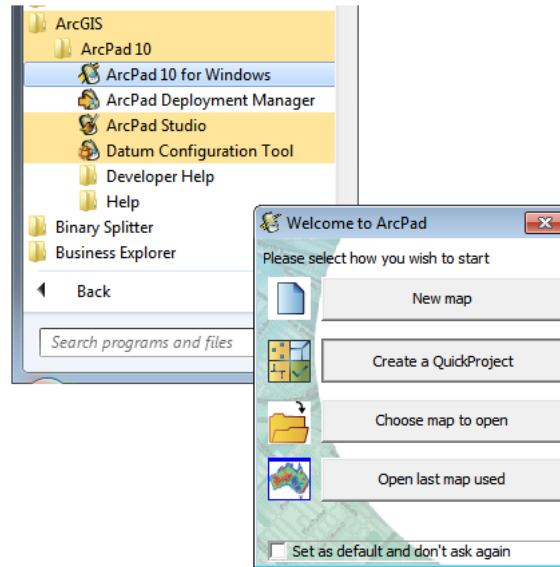 ArcGIS
ArcPad 10
ArcPad 10 for Windows
ArcPad Deployment Manager
ArcPad Studio
Datum Configuration Tool
Developer Help
Help
Binary Splitter
Business Explorer
Back
Search programs and files
Welcome to ArcPad
Please select how you wish to start
New map
Create a QuickProject
Choose map to open
Open last map used
Set as default and don't ask again